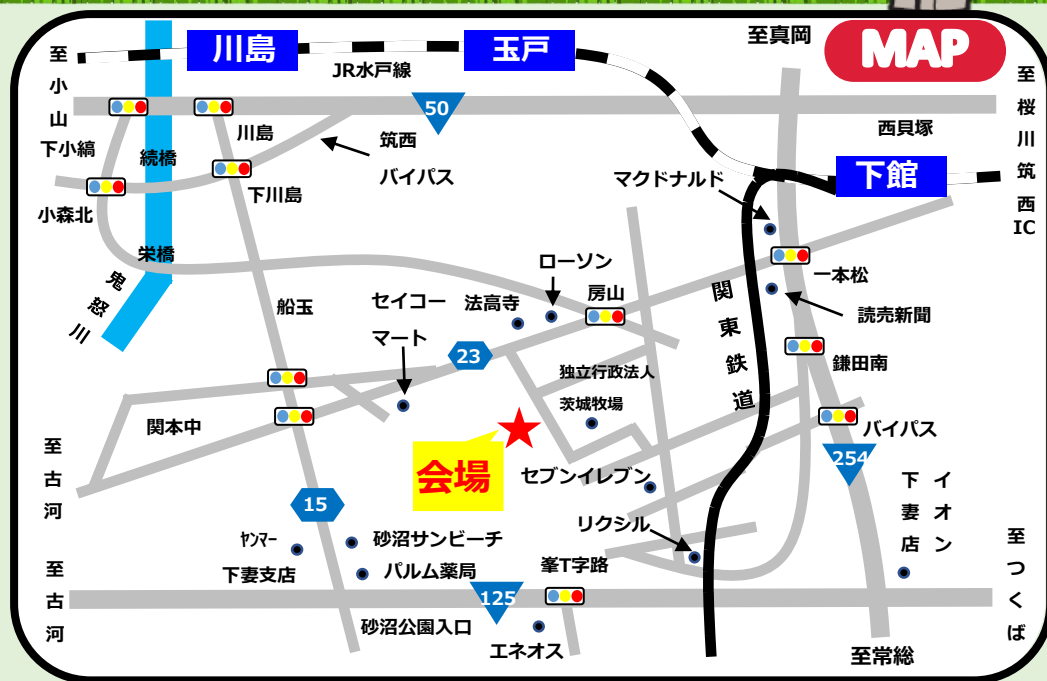 MAP
至真岡
至小山
川島
玉戸
JR水戸線
50
至桜川筑西IC
西貝塚
下小縞
続橋
川島
筑西
バイパス
下川島
小森北
マクドナルド
下館
栄橋
鬼怒川
ローソン
一本松
船玉
セイコー
マート
法高寺
房山
読売新聞
関東鉄道
23
鎌田南
独立行政法人
茨城牧場
関本中
バイパス
254
会場
セブンイレブン
至古河
イオン
下妻店
15
リクシル
ヤンマー
下妻支店
砂沼サンビーチ
パルム薬局
峯T字路
至つくば
至古河
125
砂沼公園入口
エネオス
至常総